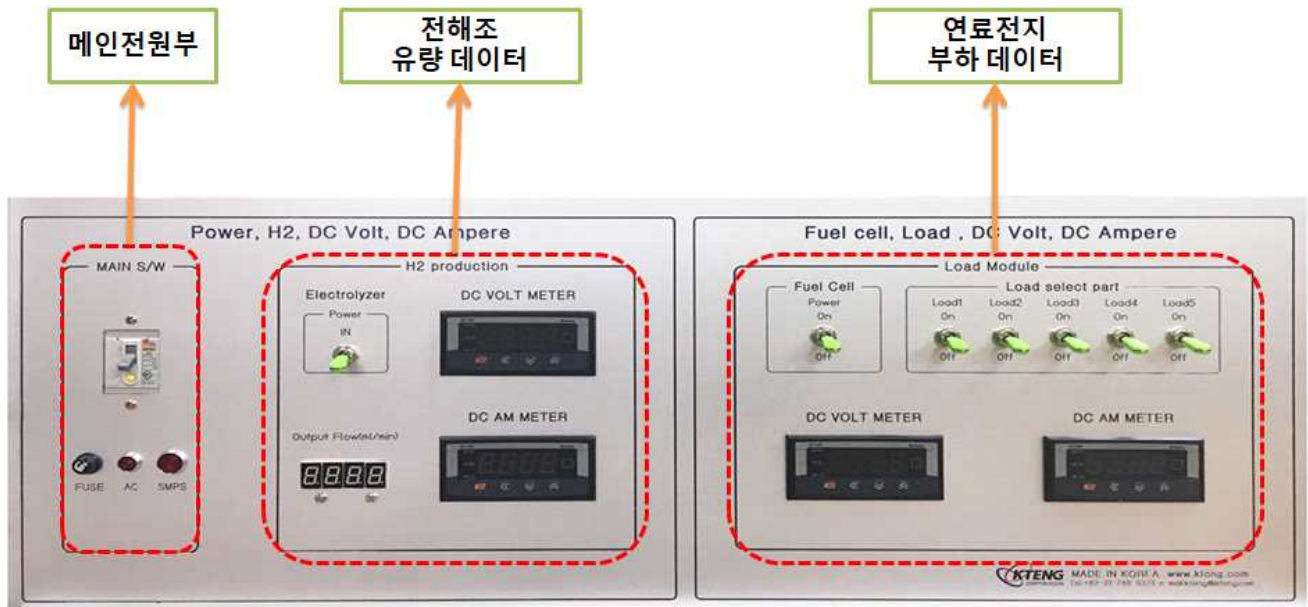 메인전원부
전해조
유량 데이터
연료전지
부하 데이터
Power, H2, DC Volt, DC Ampere
MAIN S/W
FUSE AC SMPS
H2 production
Electrolyzer
Power
IN
DC VOLT METER
Output Flow(ml/min)
DC AM METER
Fuel cell, Load , DC Volt, DC Ampere
Load Module
Fuel Cell
Power
On
Off
Load select part
Load1 Load2 Load3 Load4 Load5
On On On On On
Off Off Off Off Off
DC VOLT METER
DC AM METER
KTENG MADE IN KOREA www.kteng.com